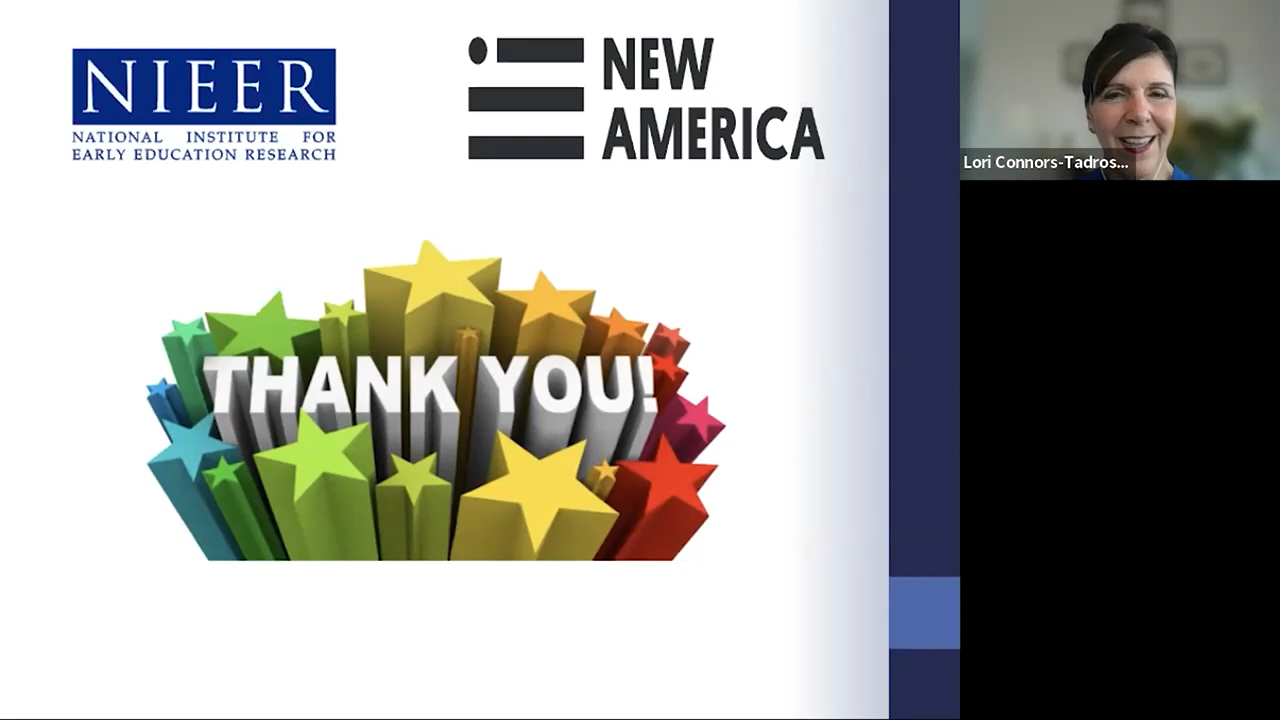 NIEER
NATIONAL INSTITUTE FOR
EARLY EDUCATION RESEARCH
NEW
AMERICA
Lori Connors-Tadros...
THANK YOU!